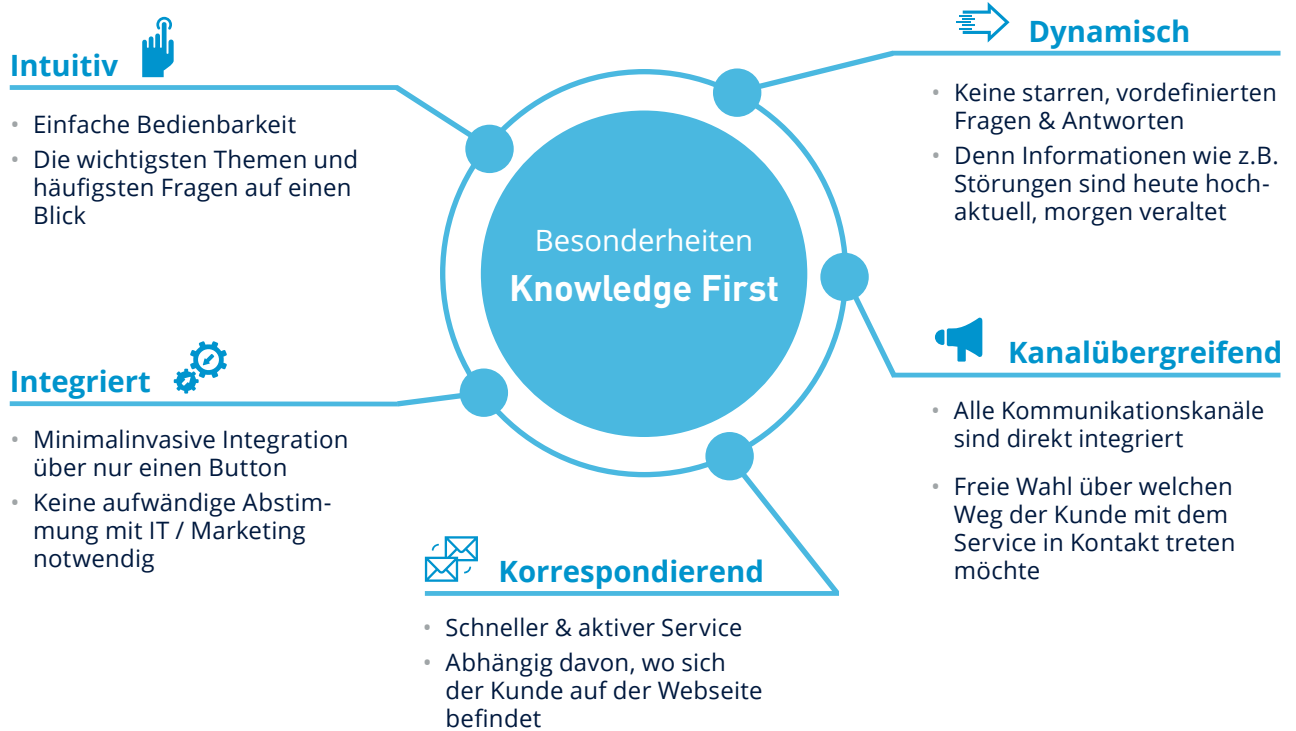 Intuitiv
• Einfache Bedienbarkeit
• Die wichtigsten Themen und
häufigsten Fragen auf einen
Blick
Dynamisch
• Keine starren, vordefinierten
Fragen & Antworten
• Denn Informationen wie z.B.
Störungen sind heute hoch-
aktuell, morgen veraltet
Besonderheiten
Knowledge First
Integriert
• Minimalinvasive Integration
über nur einen Button
• Keine aufwändige Abstim-
mung mit IT / Marketing
notwendig
Kanalübergreifend
• Alle Kommunikationskanäle
sind direkt integriert
• Freie Wahl über welchen
Weg der Kunde mit dem
Service in Kontakt treten
möchte
Korrespondierend
• Schneller & aktiver Service
• Abhängig davon, wo sich
der Kunde auf der Webseite
befindet